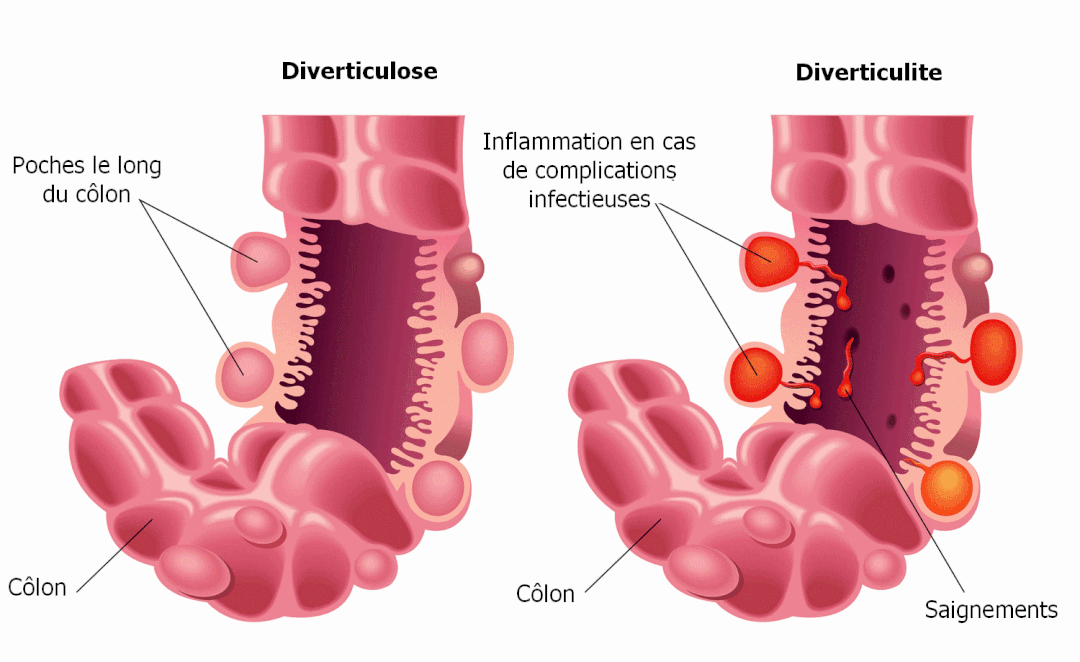 Diverticulose
Poches le long
du côlon
Côlon
Diverticulite
Inflammation en cas
de complications
infectieuses
Côlon
Saignements